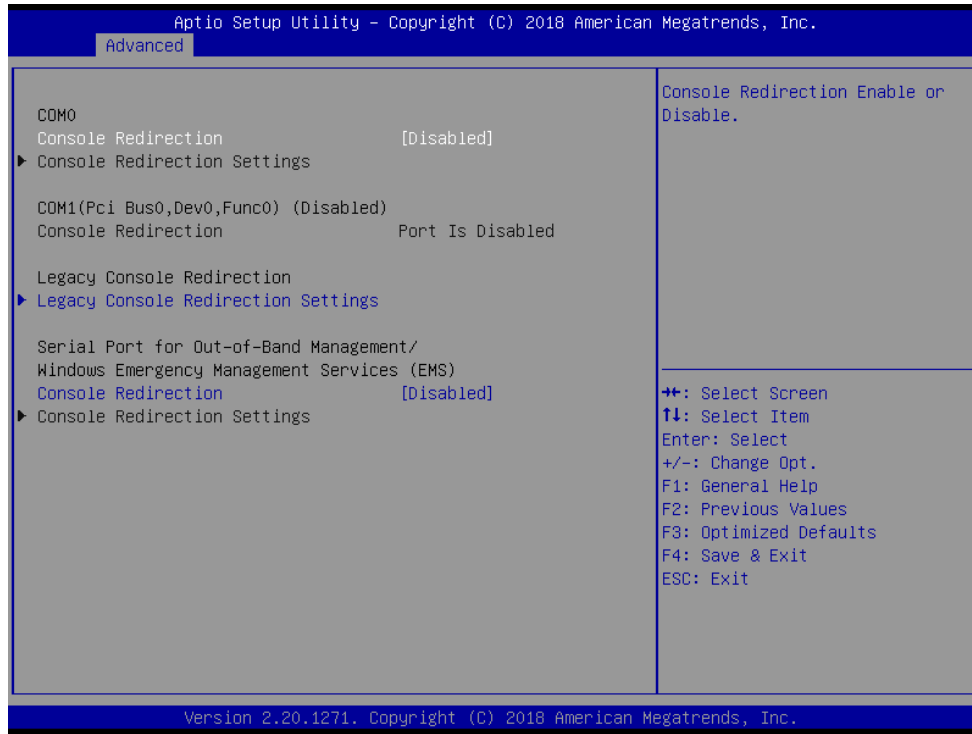 Aptio Setup Utility – Copyright (C) 2018 American Megatrends, Inc.
Advanced
COM0
Console Redirection [Disabled]
Console Redirection Settings
COM1(Pci Bus0,Dev0,Func0) (Disabled)
Console Redirection Port Is Disabled
Legacy Console Redirection
Legacy Console Redirection Settings
Serial Port for Out-of-Band Management/
Windows Emergency Management Services (EMS)
Console Redirection [Disabled]
Console Redirection Settings
Console Redirection Enable or
Disable.
→←: Select Screen
↑↓: Select Item
Enter: Select
+/-: Change Opt.
F1: General Help
F2: Previous Values
F3: Optimized Defaults
F4: Save & Exit
ESC: Exit
Version 2.20.1271. Copyright (C) 2018 American Megatrends, Inc.